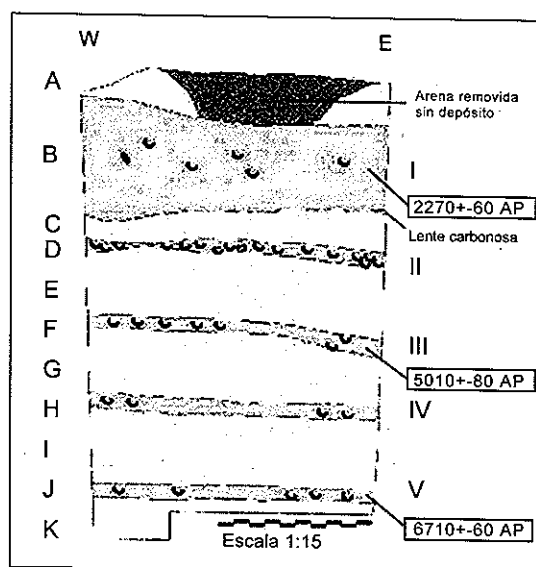 W
E
A
Arena removida
sin depósito
B
I
2270+-60 AP
C
Lente carbonosa
D
II
E
F
III
5010+-80 AP
G
H
IV
I
J
V
6710+-60 AP
K
Escala 1:15